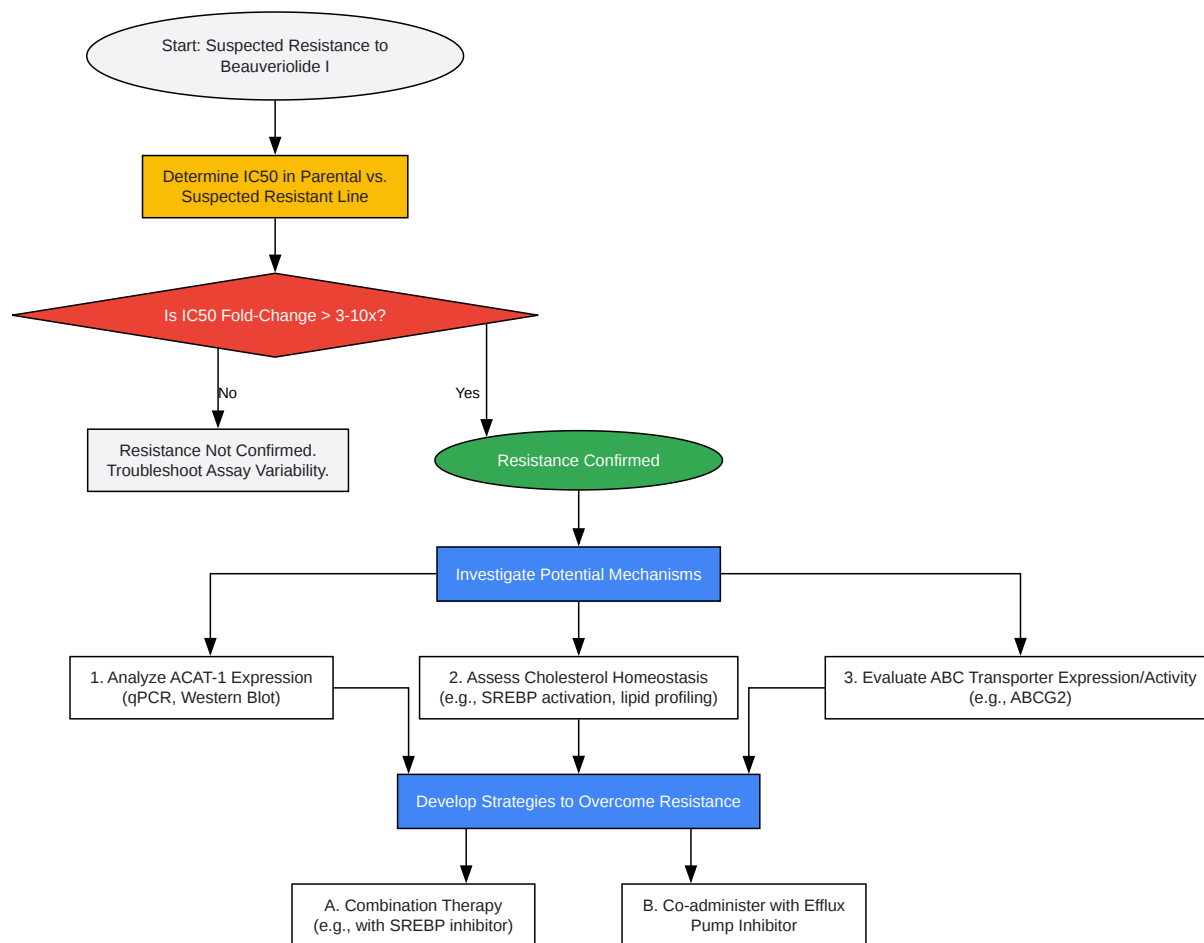 Start: Suspected Resistance to
Beauveriolide I
Determine IC50 in Parental vs.
Suspected Resistant Line
Is IC50 Fold-Change > 3-10x?
No
Yes
Resistance Not Confirmed.
Troubleshoot Assay Variability.
Resistance Confirmed
Investigate Potential Mechanisms
1. Analyze ACAT-1 Expression
(qPCR, Western Blot)
2. Assess Cholesterol Homeostasis
(e.g., SREBP activation, lipid profiling)
3. Evaluate ABC Transporter Expression/Activity
(e.g., ABCG2)
Develop Strategies to Overcome Resistance
A. Combination Therapy
(e.g., with SREBP inhibitor)
B. Co-administer with Efflux
Pump Inhibitor